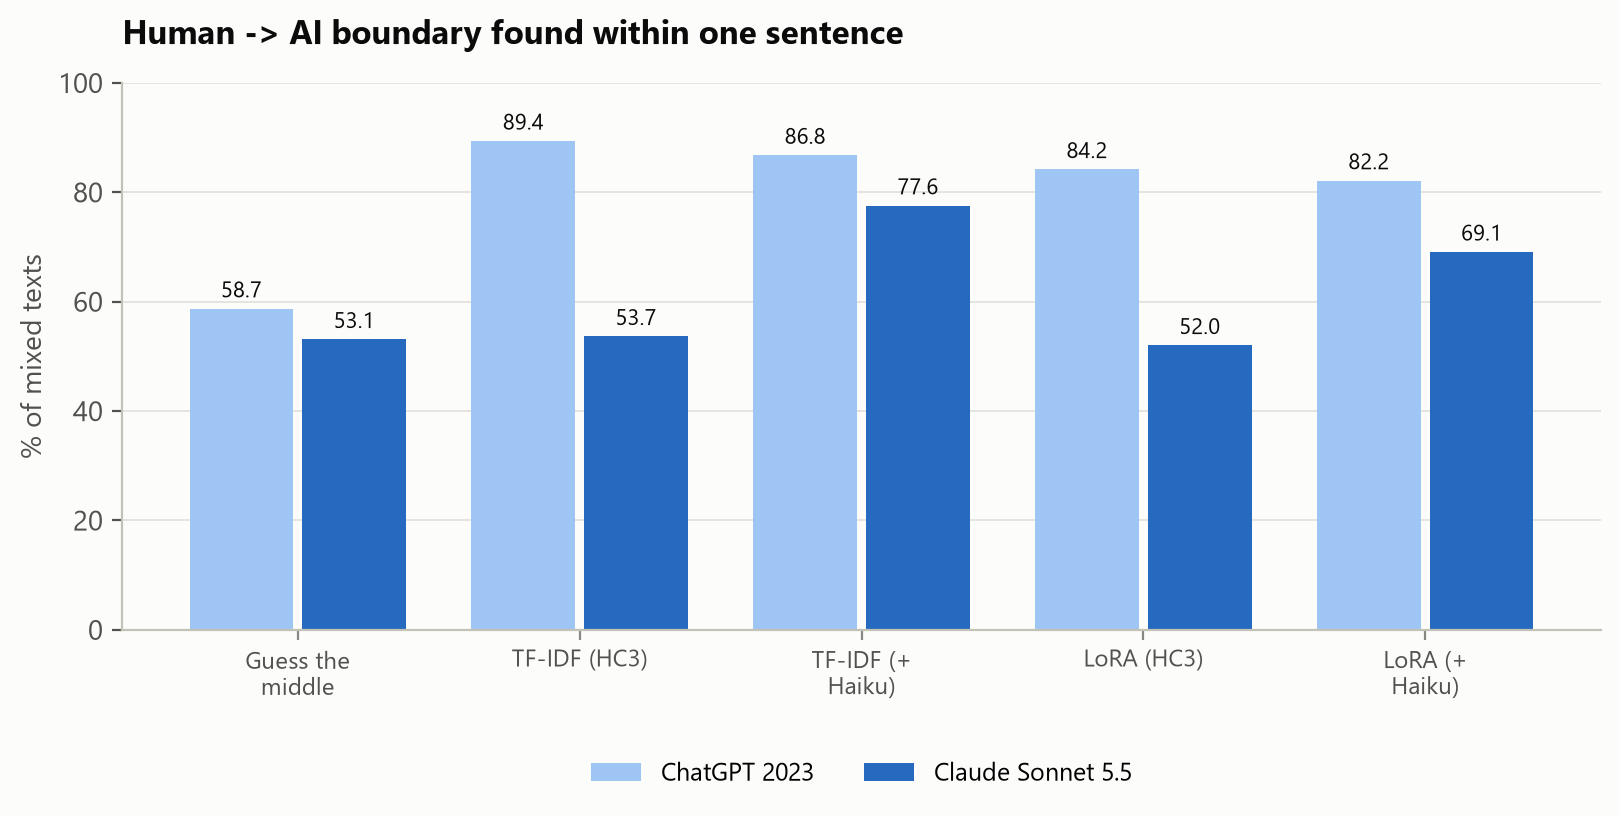 Human -> AI boundary found within one sentence
% of mixed texts
100
80
60
40
20
0
58.7
53.1
89.4
53.7
86.8
77.6
84.2
52.0
82.2
69.1
Guess the
middle
TF-IDF (HC3)
TF-IDF (+
Haiku)
LoRA (HC3)
LoRA (+
Haiku)
ChatGPT 2023
Claude Sonnet 5.5